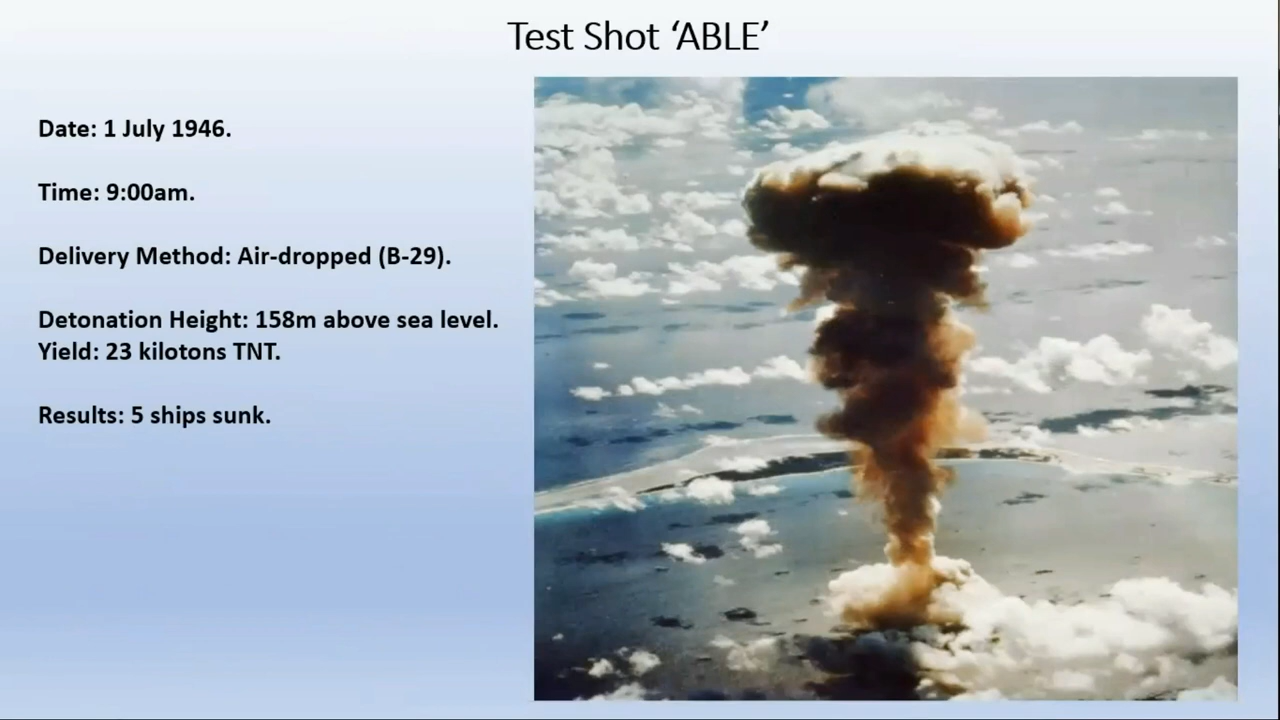 Test Shot ‘ABLE’
Date: 1 July 1946.
Time: 9:00am.
Delivery Method: Air-dropped (B-29).
Detonation Height: 158m above sea level.
Yield: 23 kilotons TNT.
Results: 5 ships sunk.